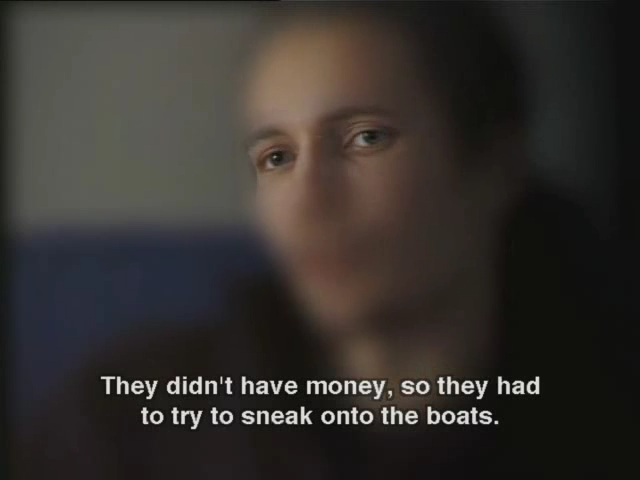 They didn't have money, so they had
to try to sneak onto the boats.